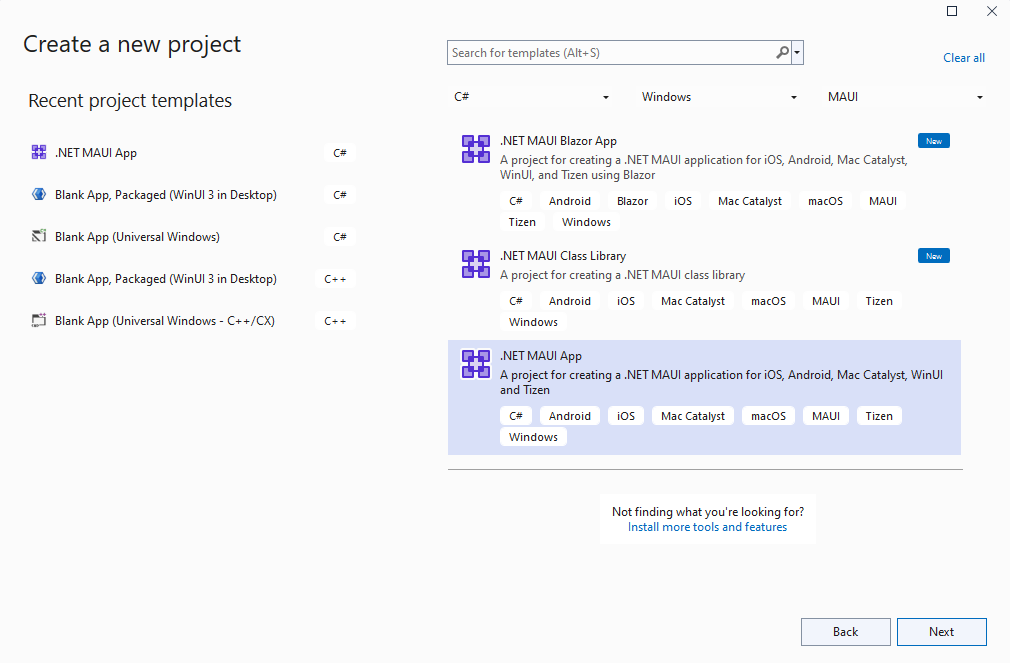 Create a new project
Search for templates (Alt+S)
Clear all
Recent project templates
.NET MAUI App C#
Blank App, Packaged (WinUI 3 in Desktop) C#
Blank App (Universal Windows) C#
Blank App, Packaged (WinUI 3 in Desktop) C++
Blank App (Universal Windows - C++/CX) C++
C# Windows MAUI
.NET MAUI Blazor App New
A project for creating a .NET MAUI application for iOS, Android, Mac Catalyst,
WinUI, and Tizen using Blazor
C# Android Blazor iOS Mac Catalyst macOS MAUI
Tizen Windows
.NET MAUI Class Library New
A project for creating a .NET MAUI class library
C# Android iOS Mac Catalyst macOS MAUI Tizen
Windows
.NET MAUI App
A project for creating a .NET MAUI application for iOS, Android, Mac Catalyst, WinUI
and Tizen
C# Android iOS Mac Catalyst macOS MAUI Tizen
Windows
Not finding what you're looking for?
Install more tools and features
Back Next